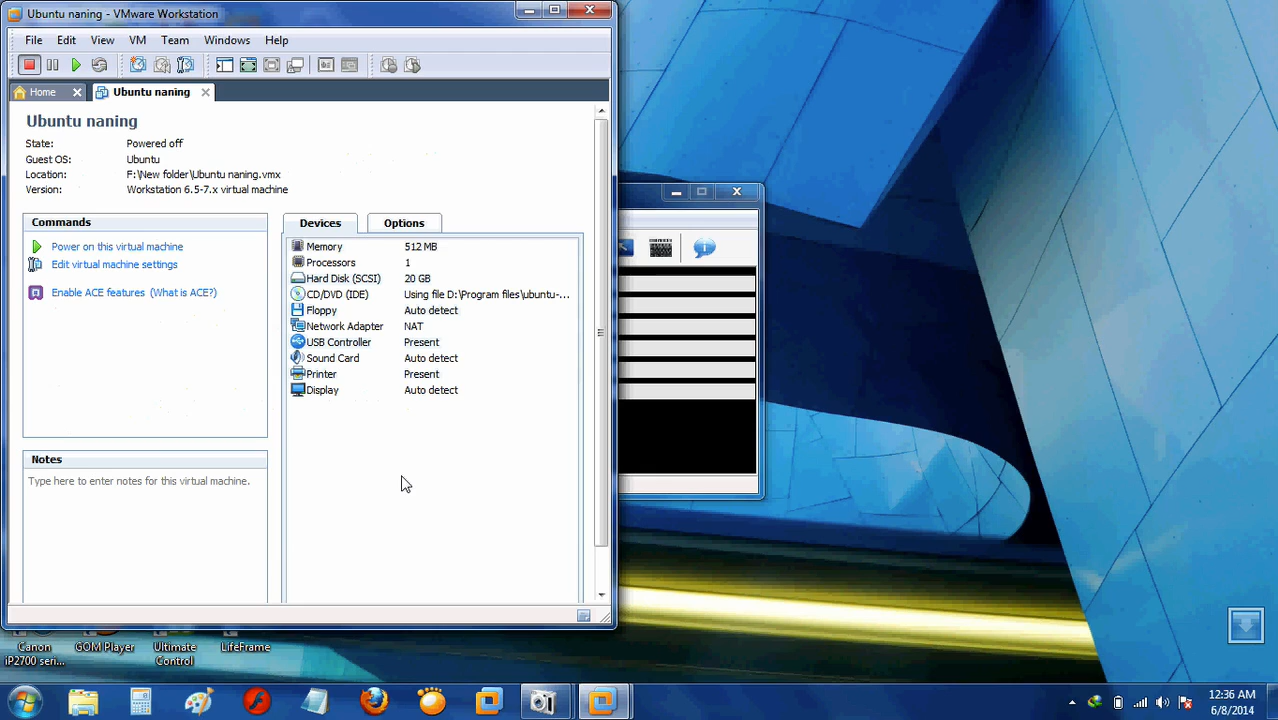 Ubuntu naning - VMware Workstation
File Edit View VM Team Windows Help
Home Ubuntu naning
Ubuntu naning
State: Powered off
Guest OS: Ubuntu
Location: F:\New folder\Ubuntu naning.vmx
Version: Workstation 6.5-7.x virtual machine
Commands
Power on this virtual machine
Edit virtual machine settings
Enable ACE features (What is ACE?)
Devices Options
Memory 512 MB
Processors 1
Hard Disk (SCSI) 20 GB
CD/DVD (IDE) Using file D:\Program files\ubuntu-...
Floppy Auto detect
Network Adapter NAT
USB Controller Present
Sound Card Auto detect
Printer Present
Display Auto detect
Notes
Type here to enter notes for this virtual machine.
Canon iP2700 seri...
GOM Player
Ultimate Control
LifeFrame
12:36 AM
6/8/2014